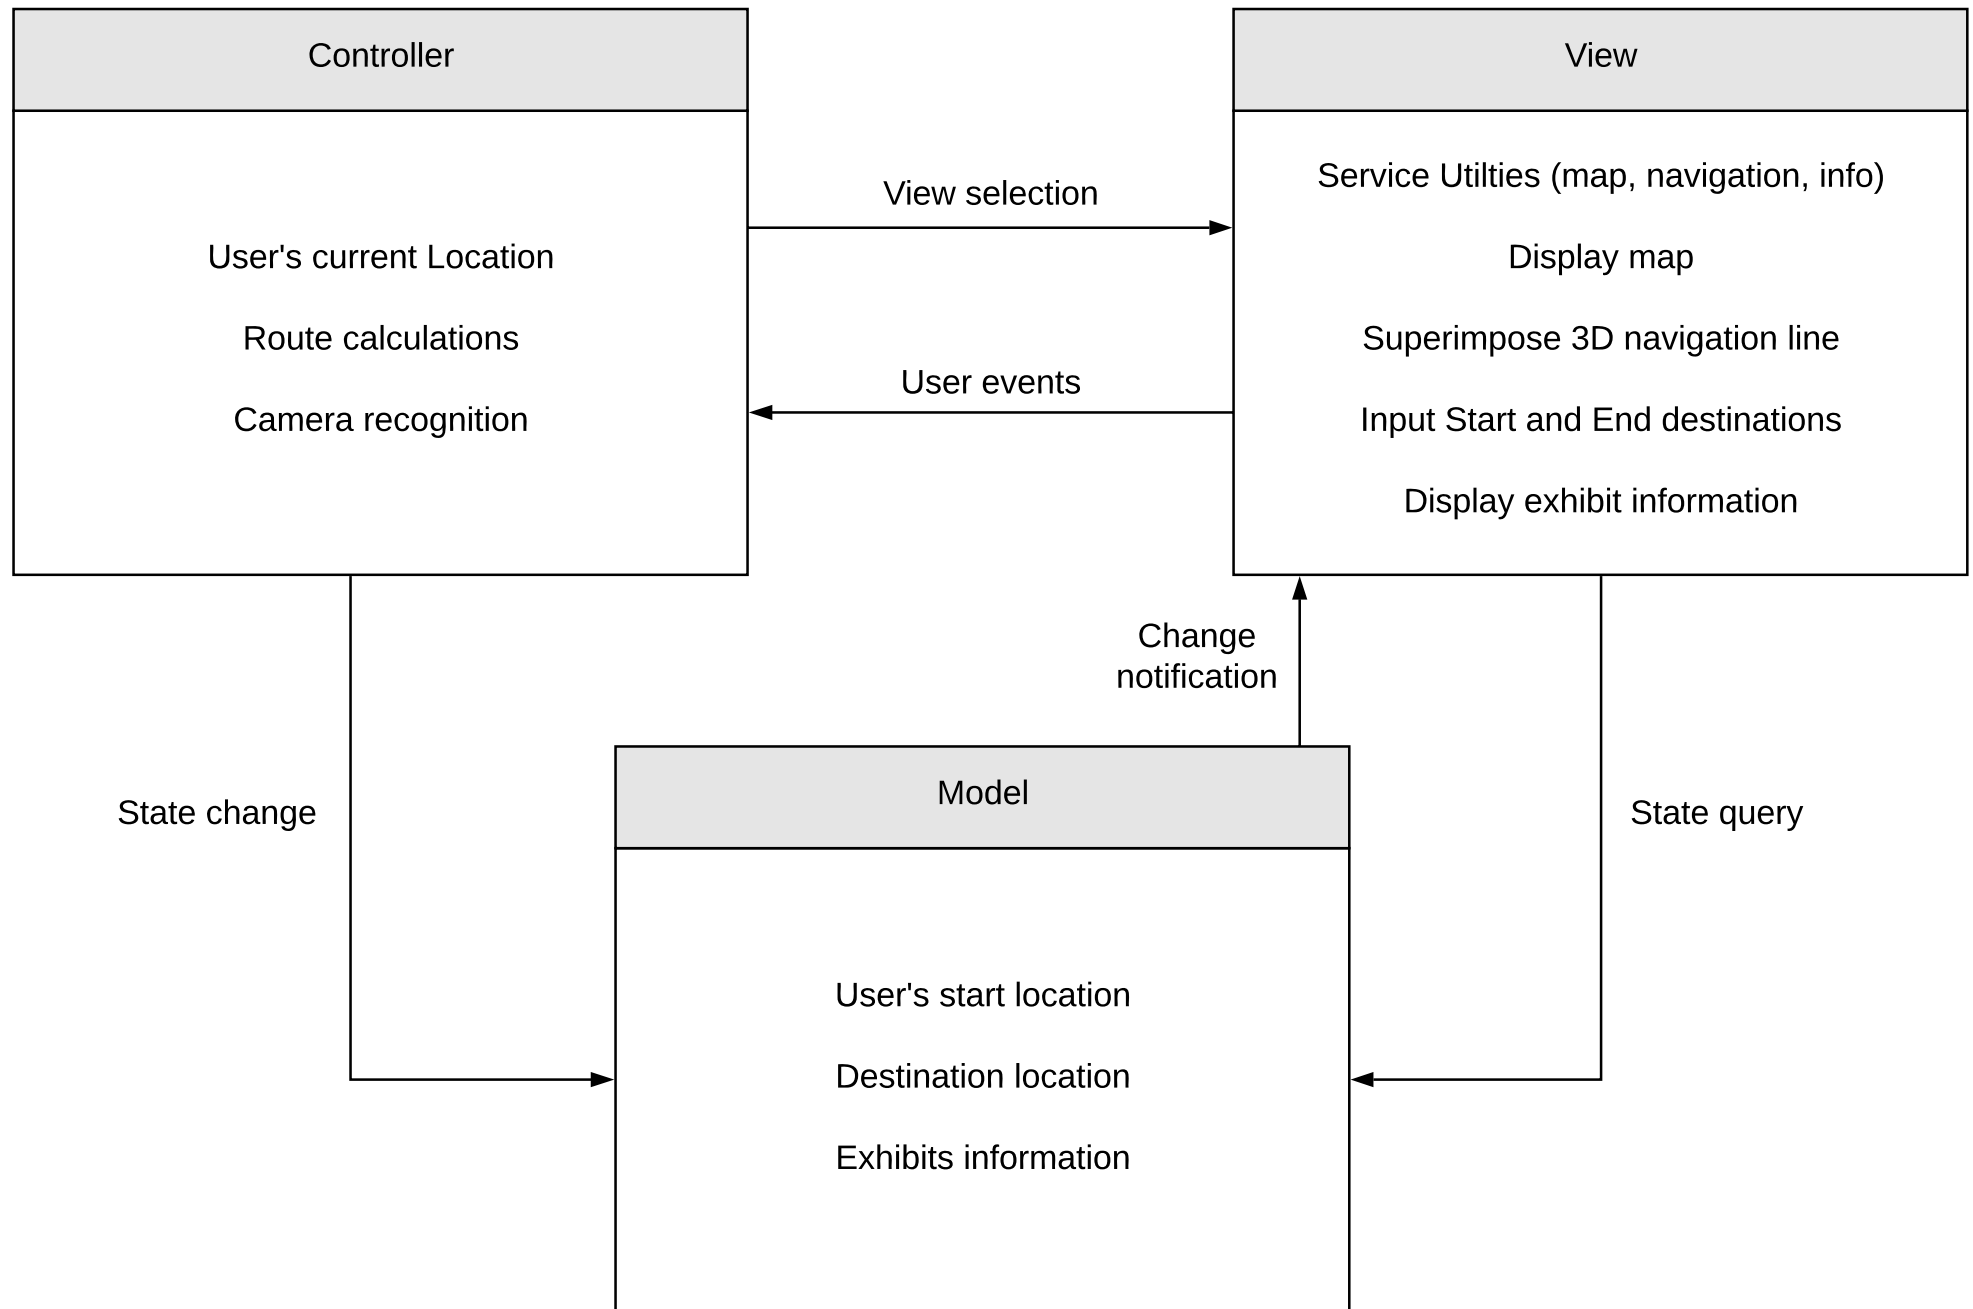 Controller
User's current Location
Route calculations
Camera recognition
View selection
User events
View
Service Utilties (map, navigation, info)
Display map
Superimpose 3D navigation line
Input Start and End destinations
Display exhibit information
Change
notification
State change
State query
Model
User's start location
Destination location
Exhibits information